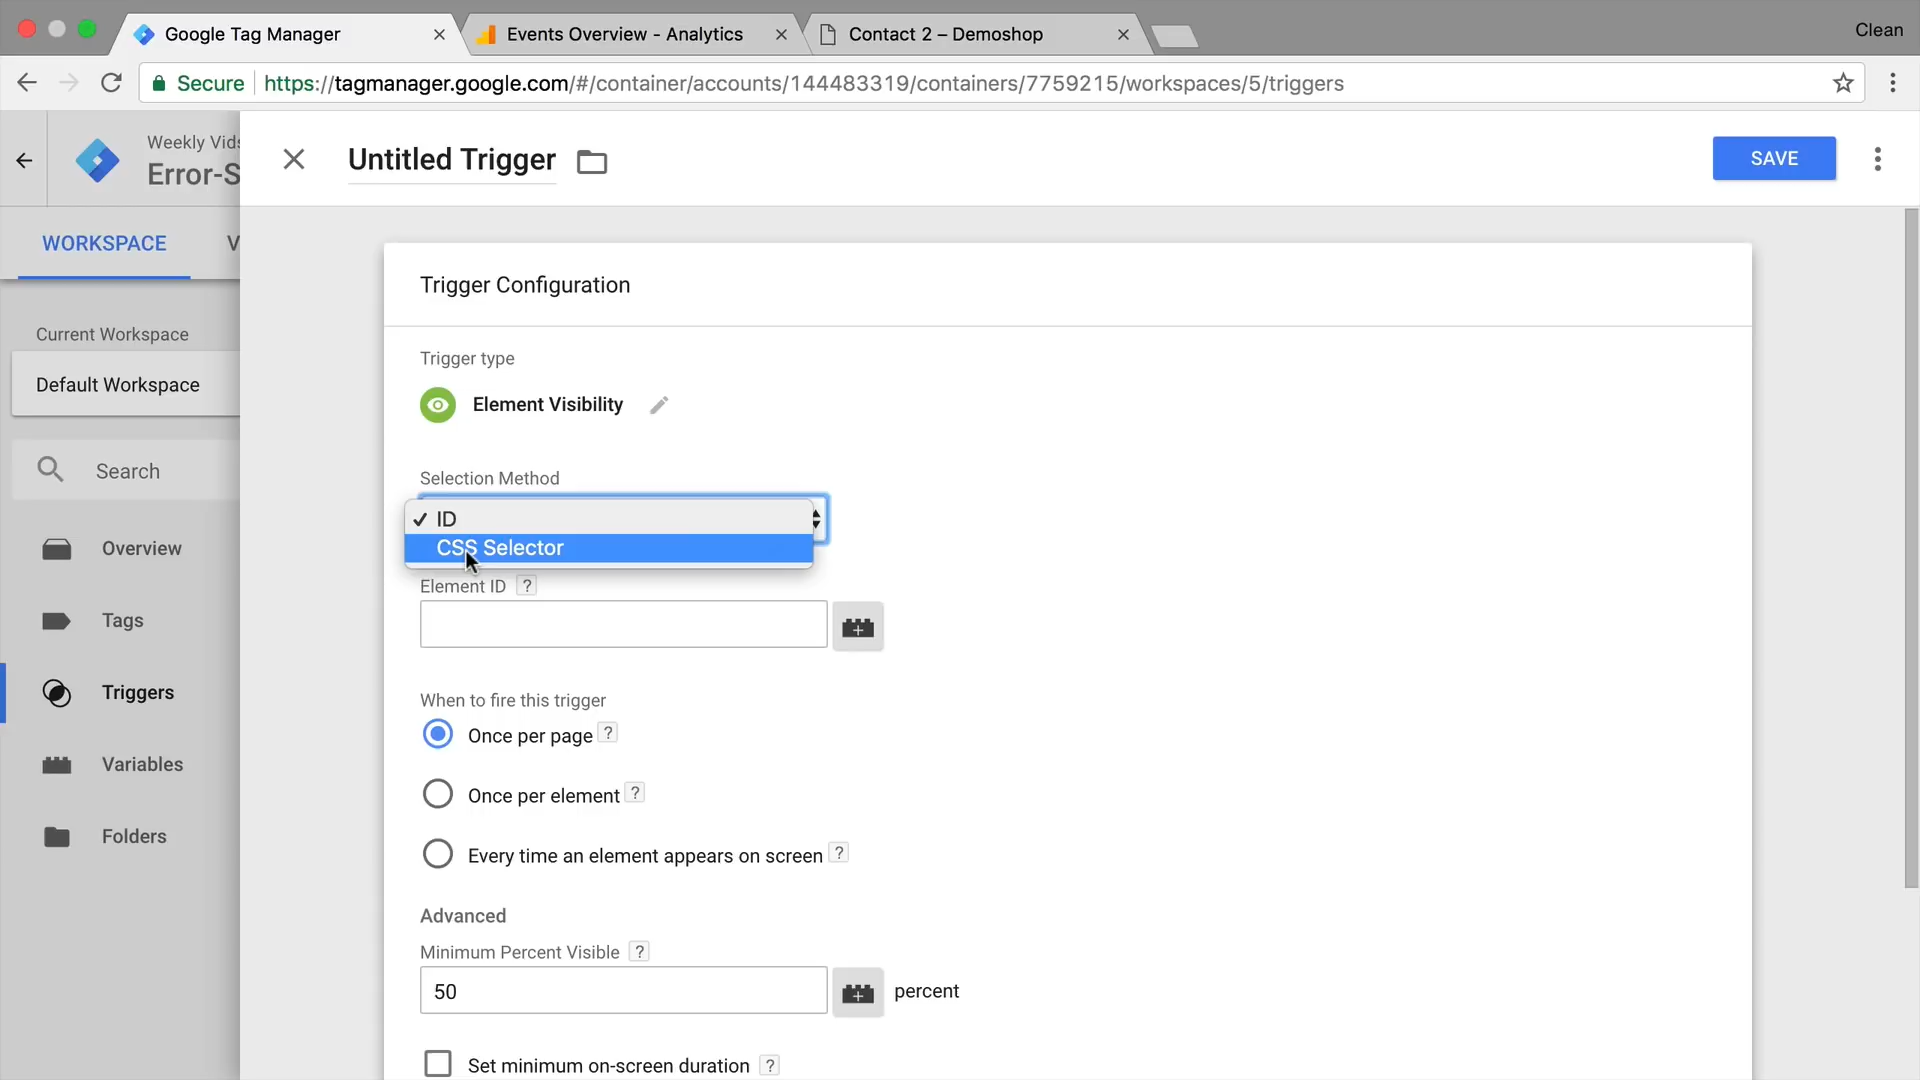 Google Tag Manager
Events Overview - Analytics
Contact 2 – Demoshop
Clean
Secure
https://tagmanager.google.com/#/container/accounts/144483319/containers/7759215/workspaces/5/triggers
Weekly Vids
Error-S
Untitled Trigger
SAVE
WORKSPACE
V
Current Workspace
Default Workspace
Search
Overview
Tags
Triggers
Variables
Folders
Trigger Configuration
Trigger type
Element Visibility
Selection Method
✓ ID
CSS Selector
Element ID ?
When to fire this trigger
Once per page ?
Once per element ?
Every time an element appears on screen ?
Advanced
Minimum Percent Visible ?
50 percent
Set minimum on-screen duration ?